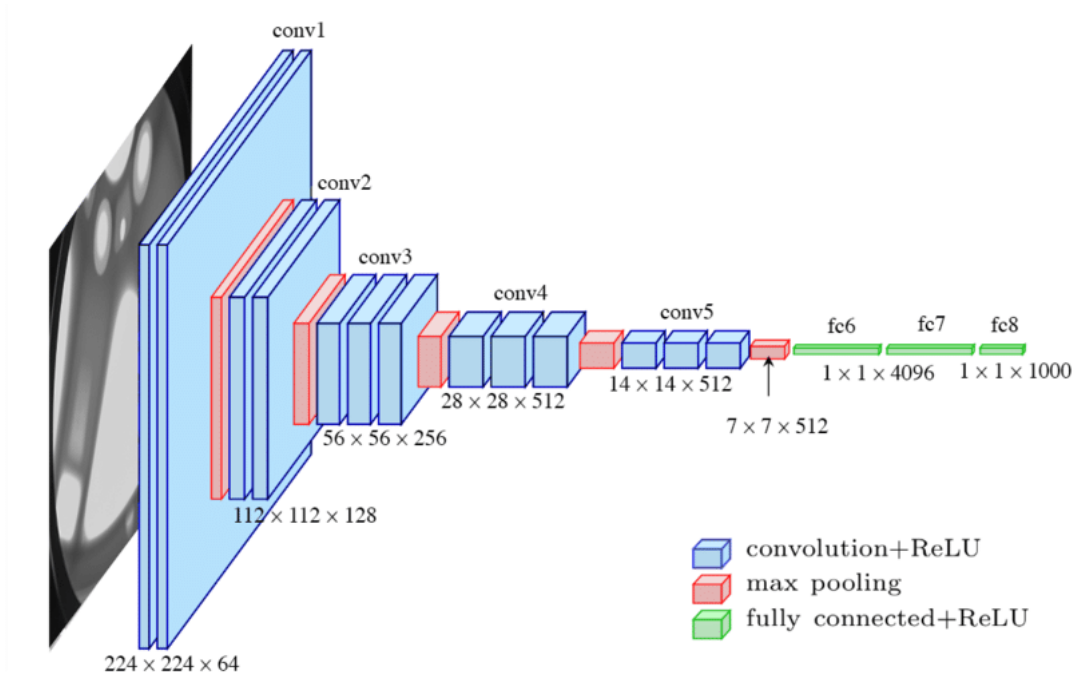 conv1
conv2
conv3
conv4
conv5
fc6
fc7
fc8
1 × 1 × 4096
1 × 1 × 1000
14 × 14 × 512
28 × 28 × 512
7 × 7 × 512
56 × 56 × 256
112 × 112 × 128
224 × 224 × 64
convolution+ReLU
max pooling
fully connected+ReLU